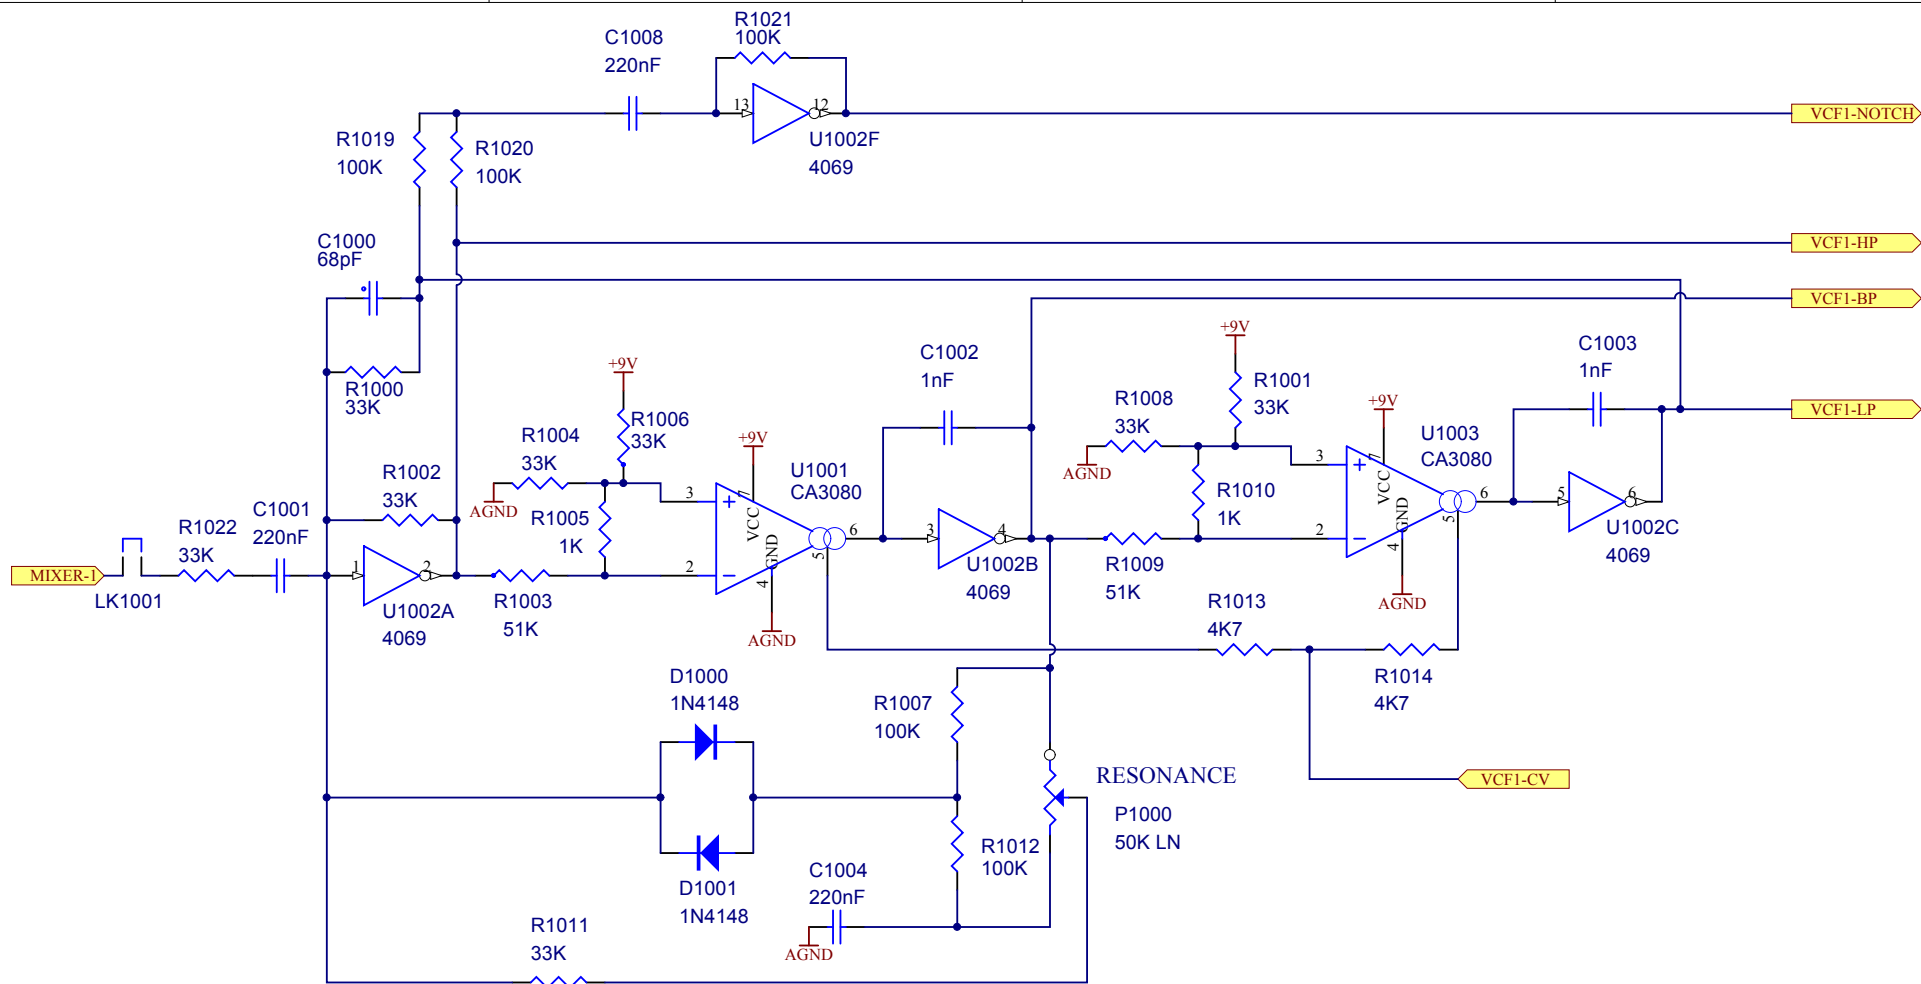 R1021
100K
C1008
220nF
13
12
U1002F
4069
VCF1-NOTCH
R1019
100K
R1020
100K
C1000
68pF
VCF1-HP
VCF1-BP
R1000
33K
+9V
R1006
33K
R1004
33K
AGND
R1005
1K
C1002
1nF
+9V
R1001
33K
R1008
33K
AGND
R1010
1K
C1003
1nF
VCF1-LP
+9V
U1003
CA3080
3
2
7
VCC
GND
4
5
6
AGND
5
6
U1002C
4069
R1002
33K
C1001
220nF
R1022
33K
MIXER-1
LK1001
1
2
U1002A
4069
R1003
51K
+9V
U1001
CA3080
3
2
7
VCC
GND
4
5
6
AGND
3
4
U1002B
4069
R1009
51K
R1013
4K7
R1014
4K7
VCF1-CV
D1000
1N4148
D1001
1N4148
R1007
100K
R1012
100K
RESONANCE
P1000
50K LN
C1004
220nF
AGND
R1011
33K